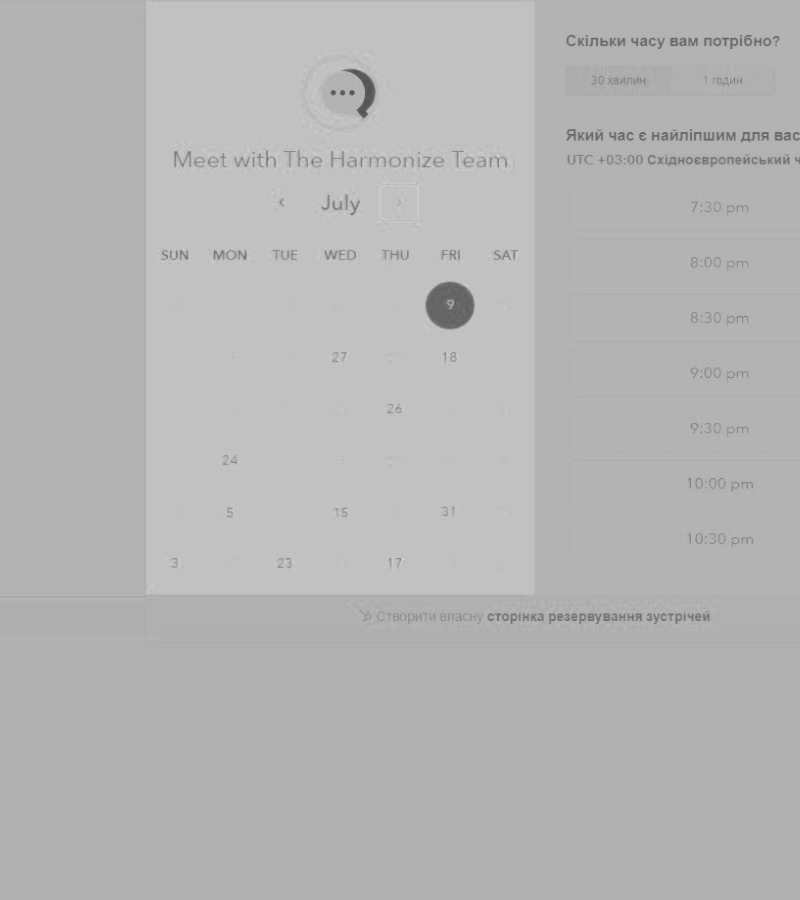 Meet with The Harmonize Team
July
SUN MON TUE WED THU FRI SAT
9
27 18
26
24
5 15 31
3 23 17
Скільки часу вам потрібно?
30 хвилин 1 годин
Який час є найліпшим для вас
UTC +03:00 Східноєвропейський ч
7:30 pm
8:00 pm
8:30 pm
9:00 pm
9:30 pm
10:00 pm
10:30 pm
Створити власну сторінка резервування зустрічей